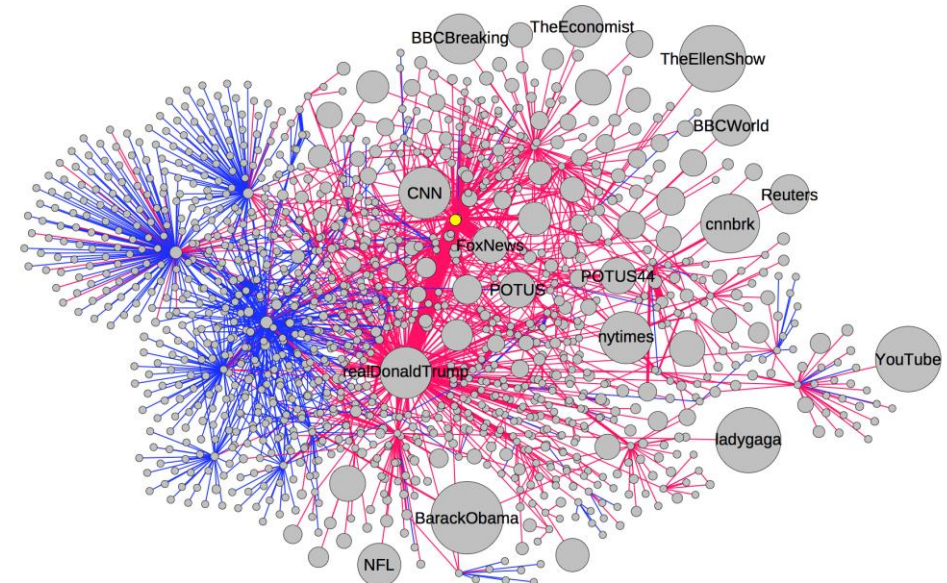 TheEconomist
BBCBreaking
TheEllenShow
BBCWorld
CNN
Reuters
cnnbrk
FoxNews
POTUS44
POTUS
nytimes
YouTube
realDonaldTrump
ladygaga
BarackObama
NFL